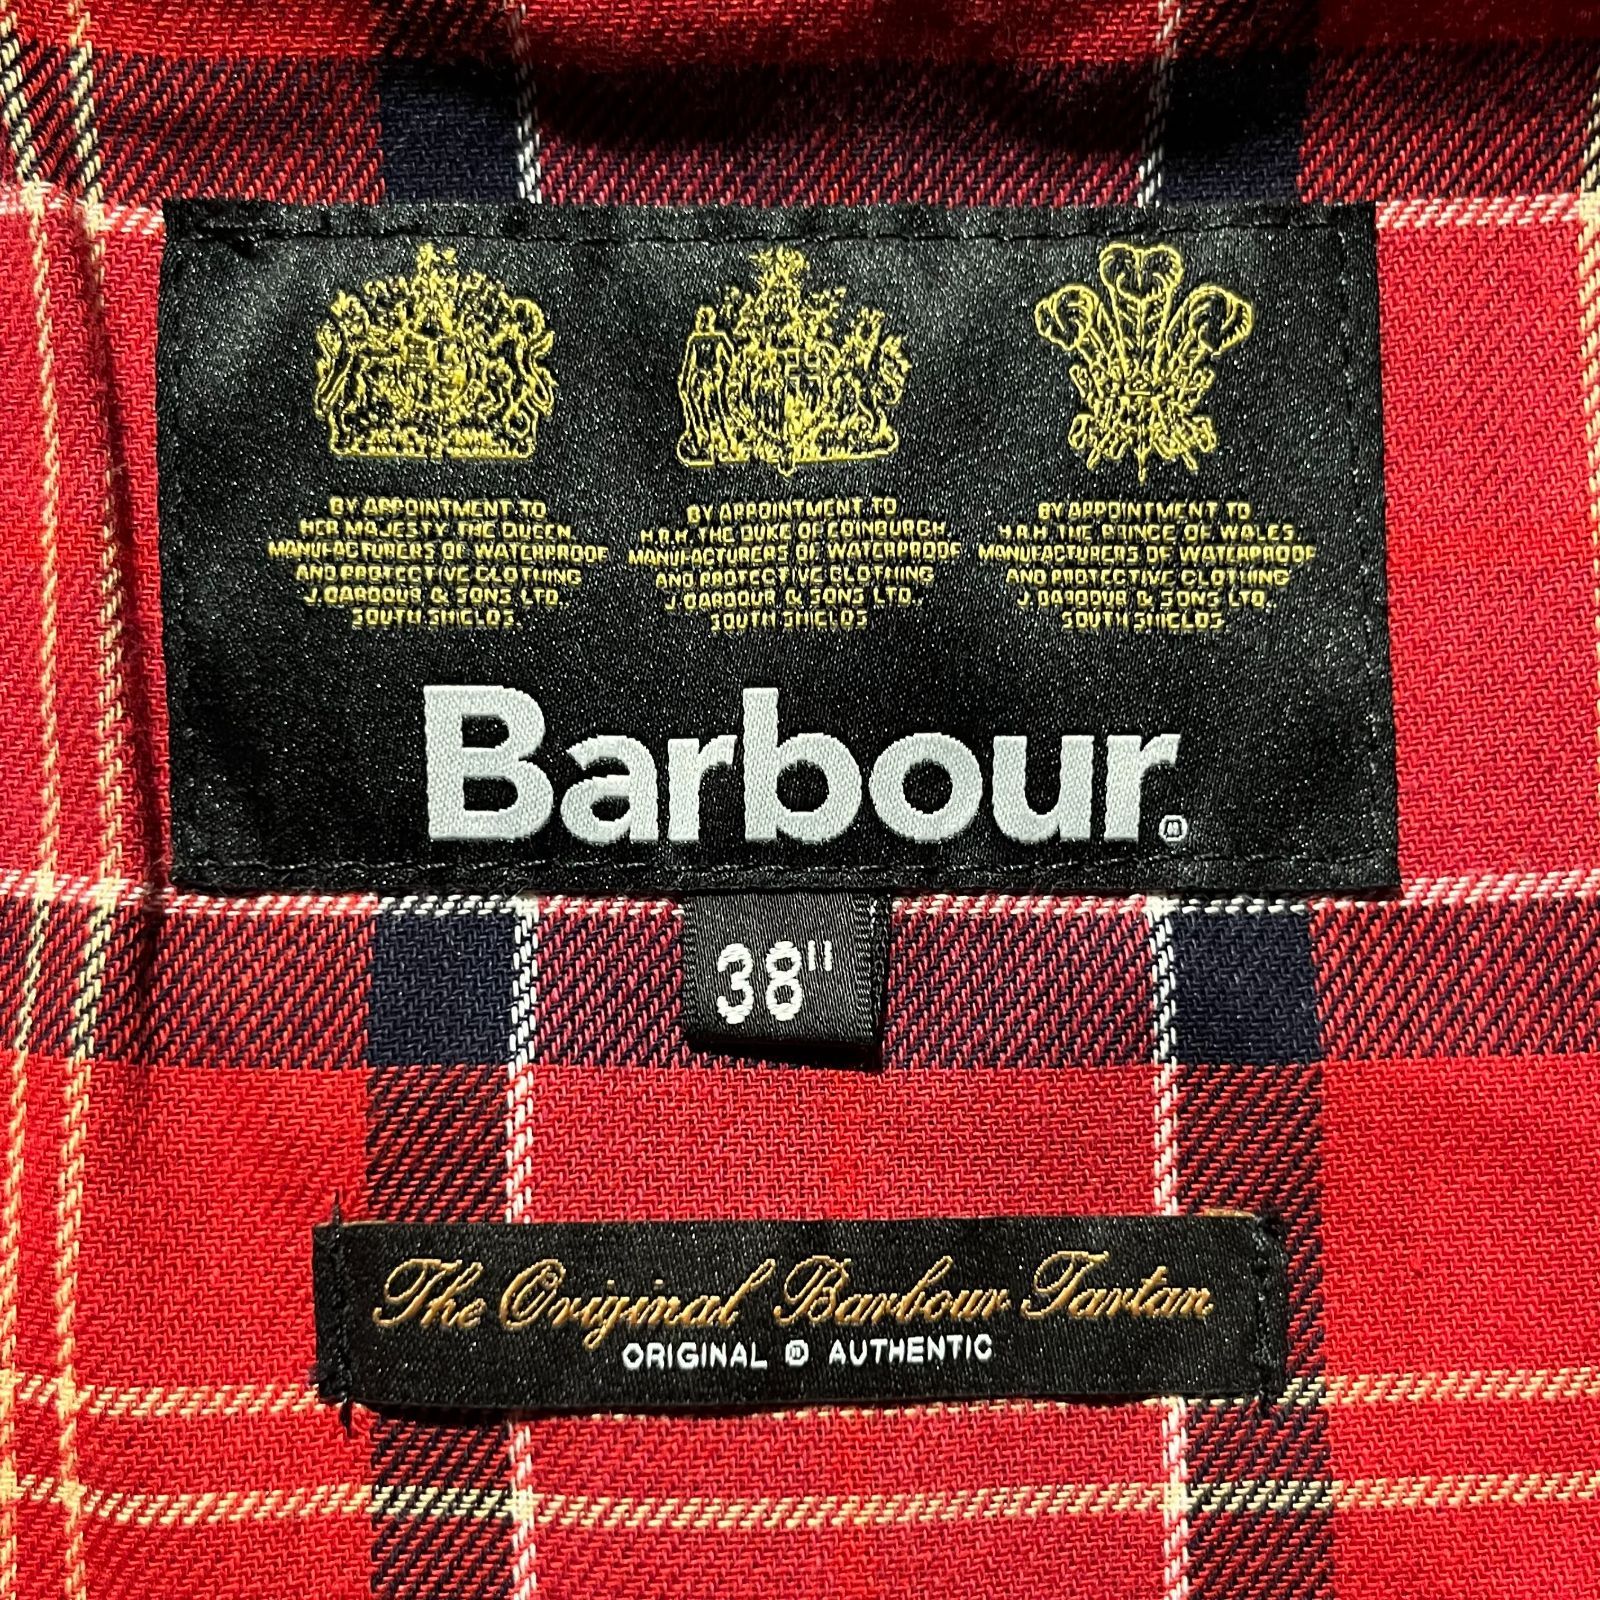 BY APPOINTMENT TO
HER MAJESTY THE QUEEN
MANUFACTURERS OF WATERPROOF
AND PROTECTIVE CLOTHING
J. BARBOUR & SONS LTD.,
SOUTH SHIELDS.
BY APPOINTMENT TO
H.R.H. THE DUKE OF EDINBURGH
MANUFACTURERS OF WATERPROOF
AND PROTECTIVE CLOTHING
J. BARBOUR & SONS LTD.,
SOUTH SHIELDS
BY APPOINTMENT TO
H.R.H. THE PRINCE OF WALES
MANUFACTURERS OF WATERPROOF
AND PROTECTIVE CLOTHING
J. BARBOUR & SONS LTD.,
SOUTH SHIELDS
Barbour®
38"
The Original Barbour Tartan
ORIGINAL ® AUTHENTIC